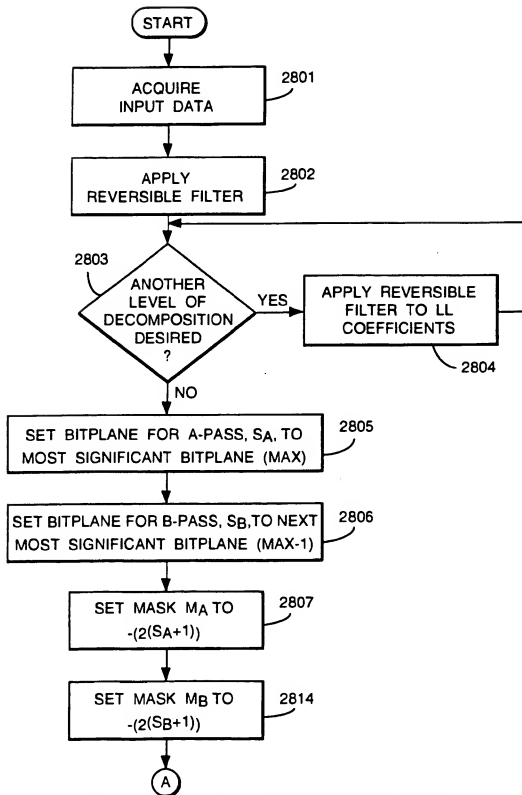 START
ACQUIRE
INPUT DATA
2801
APPLY
REVERSIBLE FILTER
2802
2803
ANOTHER
LEVEL OF
DECOMPOSITION
DESIRED
?
YES
APPLY REVERSIBLE
FILTER TO LL
COEFFICIENTS
2804
NO
SET BITPLANE FOR A-PASS, SA, TO
MOST SIGNIFICANT BITPLANE (MAX)
2805
SET BITPLANE FOR B-PASS, SB, TO NEXT
MOST SIGNIFICANT BITPLANE (MAX-1)
2806
SET MASK MA TO
-(2(SA+1))
2807
SET MASK MB TO
-(2(SB+1))
2814
A